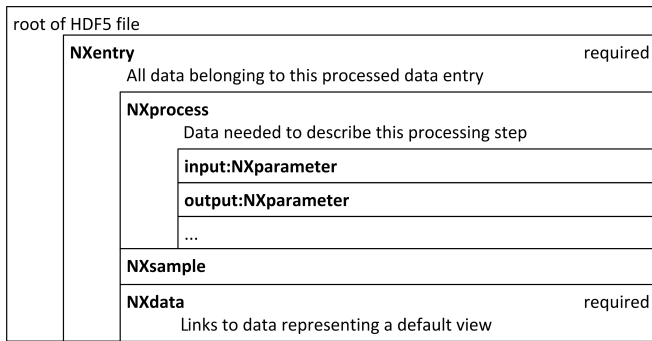 root of HDF5 file
NXentry required
All data belonging to this processed data entry
NXprocess
Data needed to describe this processing step
input:NXparameter
output:NXparameter
...
NXsample
NXdata required
Links to data representing a default view